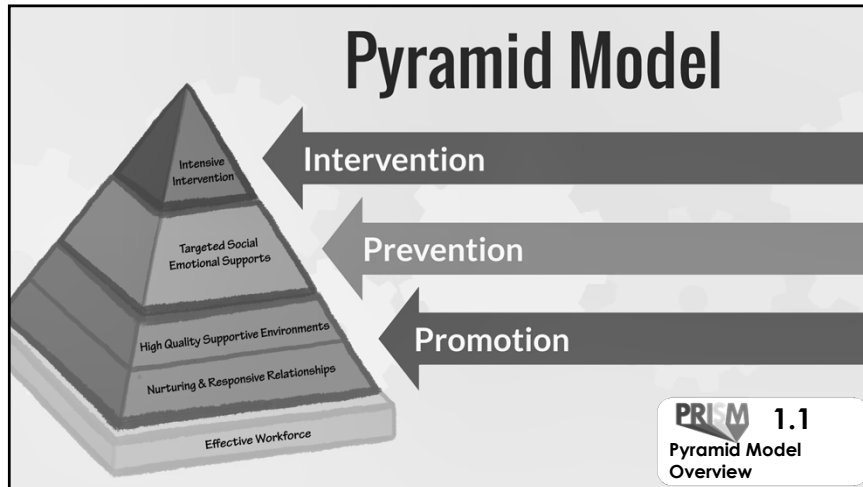 Pyramid Model
Intensive
Intervention
Intervention
Targeted Social
Emotional Supports
Prevention
High Quality Supportive Environments
Nurturing & Responsive Relationships
Promotion
Effective Workforce
PRISM 1.1
Pyramid Model
Overview